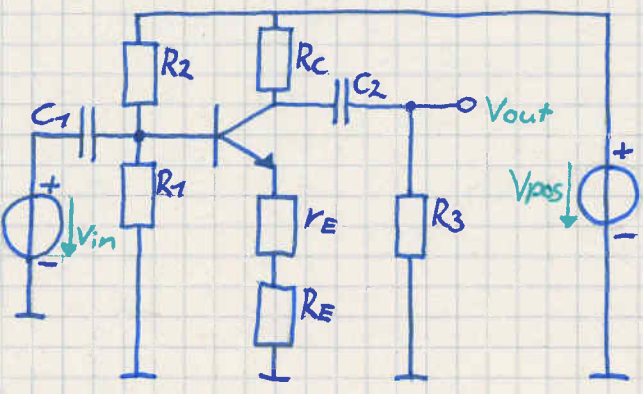 R2
Rc
C2
C1
Vout
+
R1
Vpos
+
rE
R3
Vin
-
-
RE